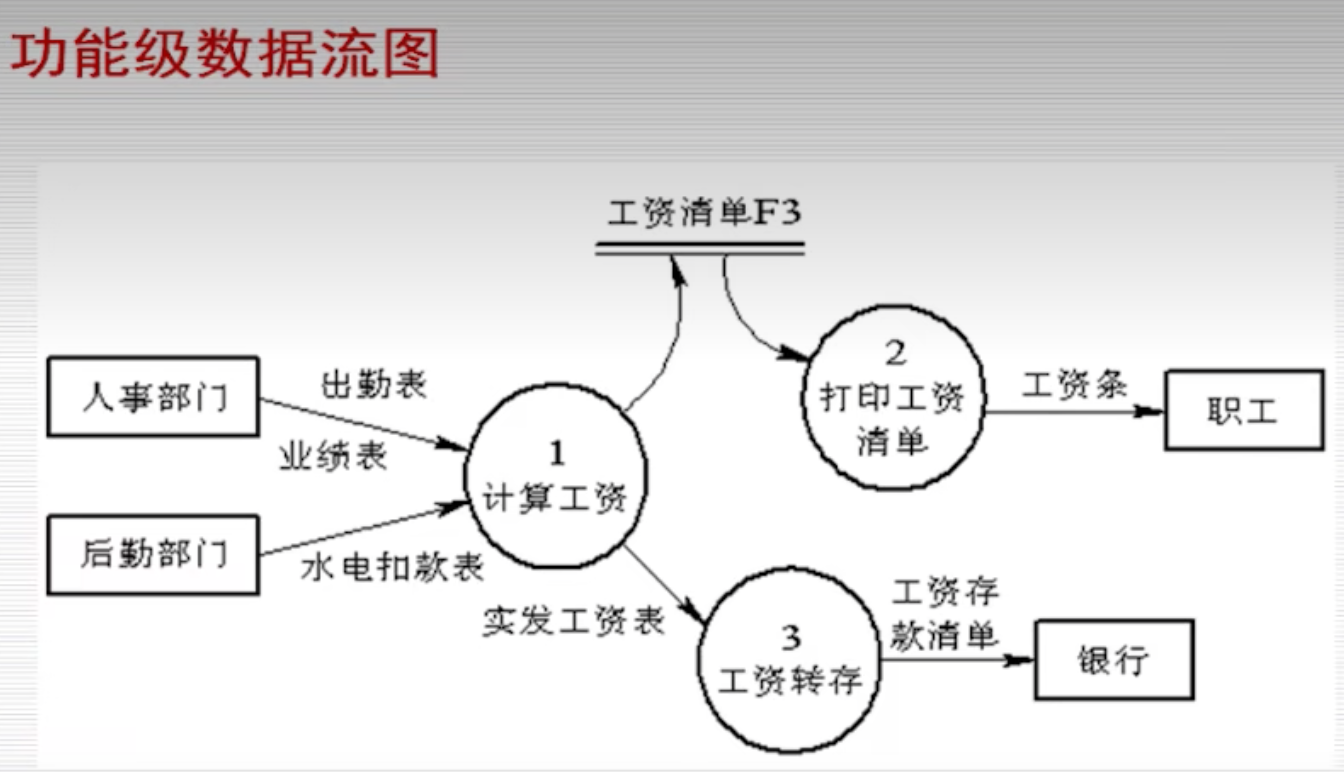 功能级数据流图
工资清单F3
人事部门
出勤表
业绩表
后勤部门
水电扣款表
1
计算工资
2
打印工资
清单
工资条
职工
实发工资表
3
工资转存
工资存
款清单
银行